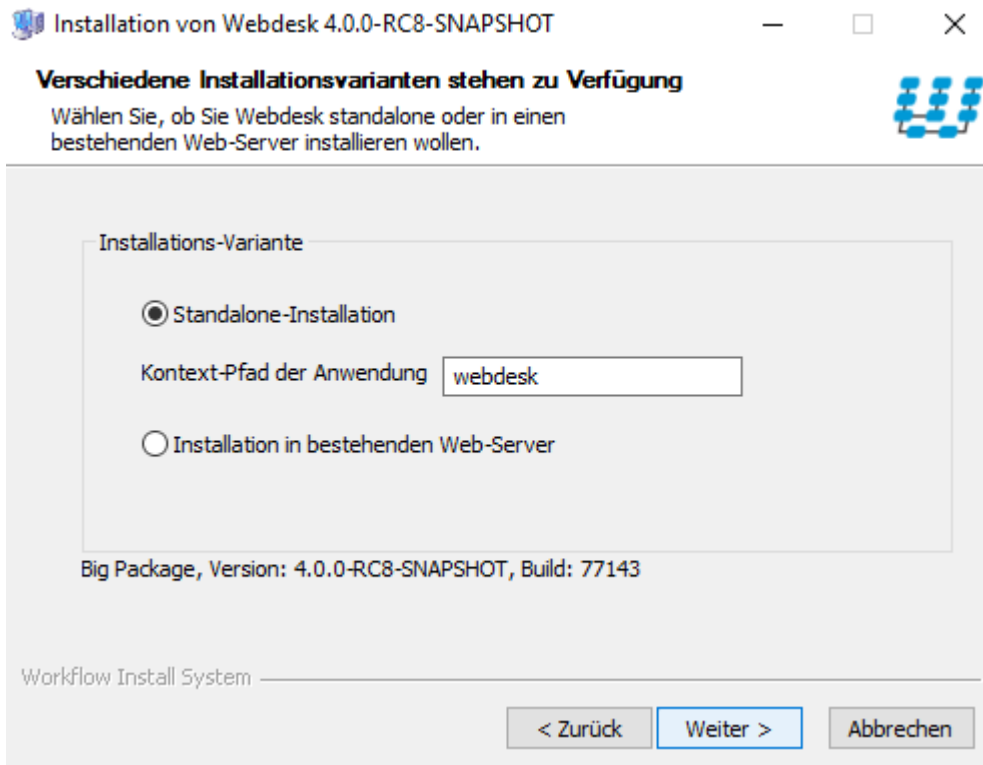 Installation von Webdesk 4.0.0-RC8-SNAPSHOT
Verschiedene Installationsvarianten stehen zu Verfügung
Wählen Sie, ob Sie Webdesk standalone oder in einen
bestehenden Web-Server installieren wollen.
Installations-Variante
Standalone-Installation
Kontext-Pfad der Anwendung webdesk
Installation in bestehenden Web-Server
Big Package, Version: 4.0.0-RC8-SNAPSHOT, Build: 77143
Workflow Install System
< Zurück Weiter > Abbrechen